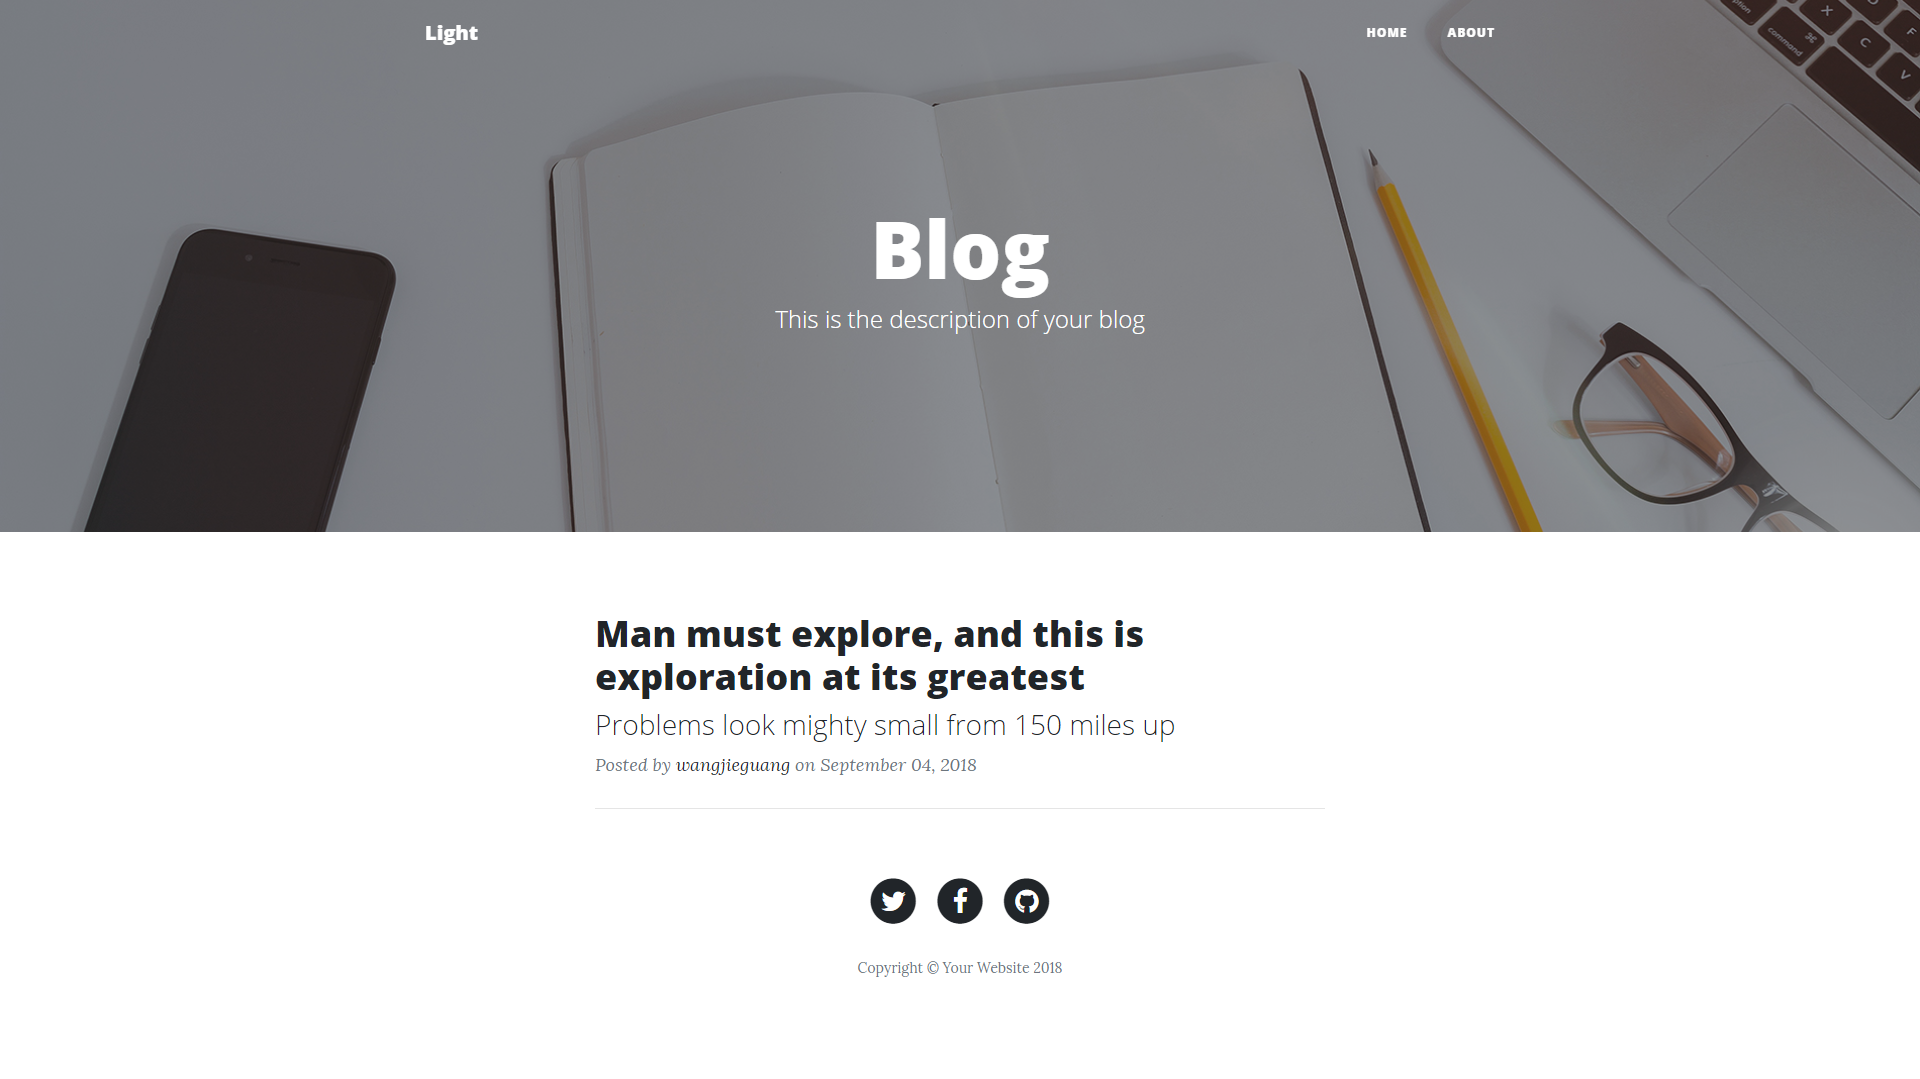 Light
HOME
ABOUT
option
command
⌘
X
C
D
F
V
Blog
This is the description of your blog
Man must explore, and this is
exploration at its greatest
Problems look mighty small from 150 miles up
Posted by wangjieguang on September 04, 2018
Copyright © Your Website 2018